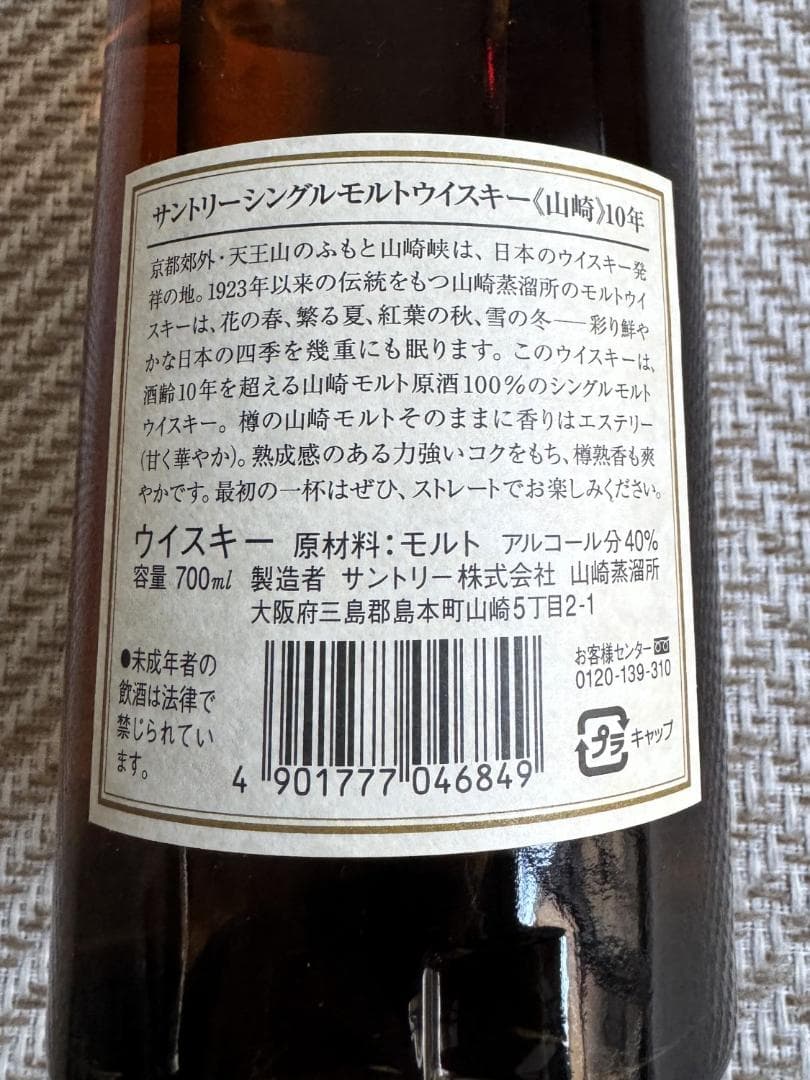 サントリーシングルモルトウイスキー《山崎》10年
京都郊外・天王山のふもと山崎峡は、日本のウイスキー発
祥の地。1923年以来の伝統をもつ山崎蒸溜所のモルトウイ
スキーは、花の春、繁る夏、紅葉の秋、雪の冬──彩り鮮や
かな日本の四季を幾重にも眠ります。このウイスキーは、
酒齢10年を超える山崎モルト原酒100%のシングルモルト
ウイスキー。樽の山崎モルトそのままに香りはエステリー
(甘く華やか)。熟成感のある力強いコクをもち、樽熟香も爽
やかです。最初の一杯はぜひ、ストレートでお楽しみください。
ウイスキー 原材料:モルト アルコール分40%
容量 700ml 製造者 サントリー株式会社 山崎蒸溜所
大阪府三島郡島本町山崎5丁目2-1
●未成年者の
飲酒は法律で
禁じられてい
ます。
4 901777 046849
お客様センター
0120-139-310
プラ キャップ